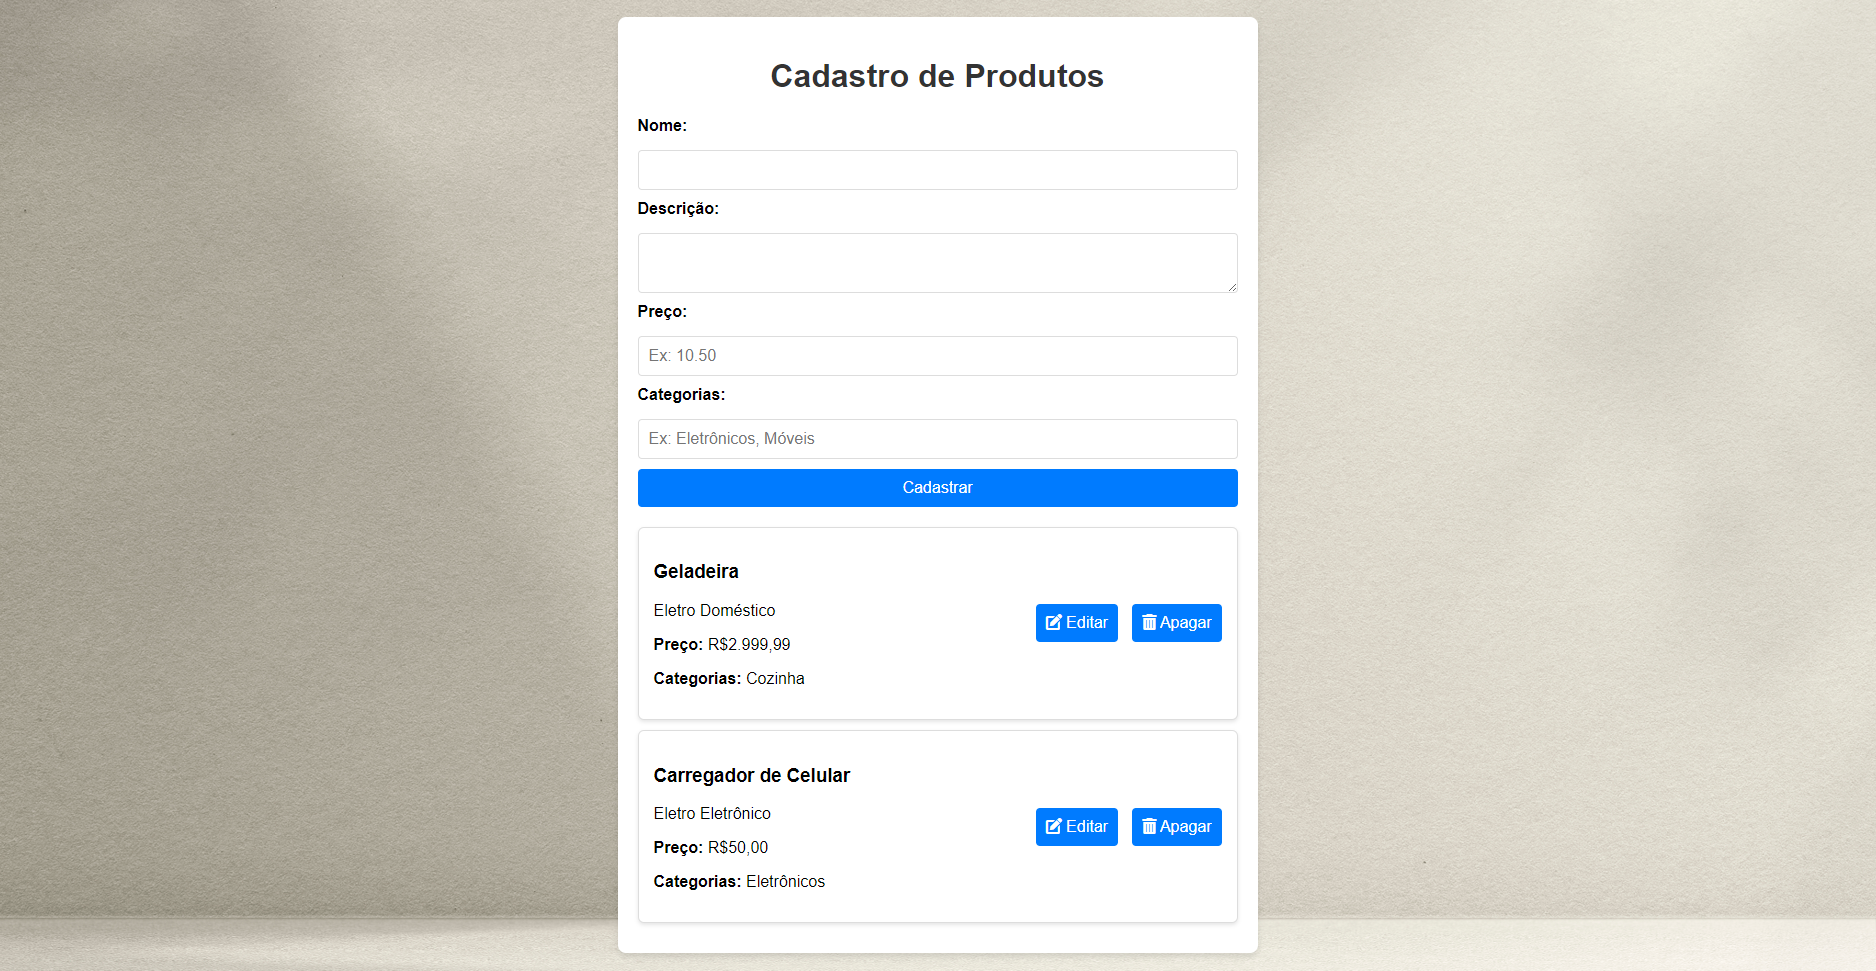 Cadastro de Produtos
Nome:
Descrição:
Preço:
Ex: 10.50
Categorias:
Ex: Eletrônicos, Móveis
Cadastrar
Geladeira
Eletro Doméstico
Preço: R$2.999,99
Categorias: Cozinha
Editar
Apagar
Carregador de Celular
Eletro Eletrônico
Preço: R$50,00
Categorias: Eletrônicos
Editar
Apagar